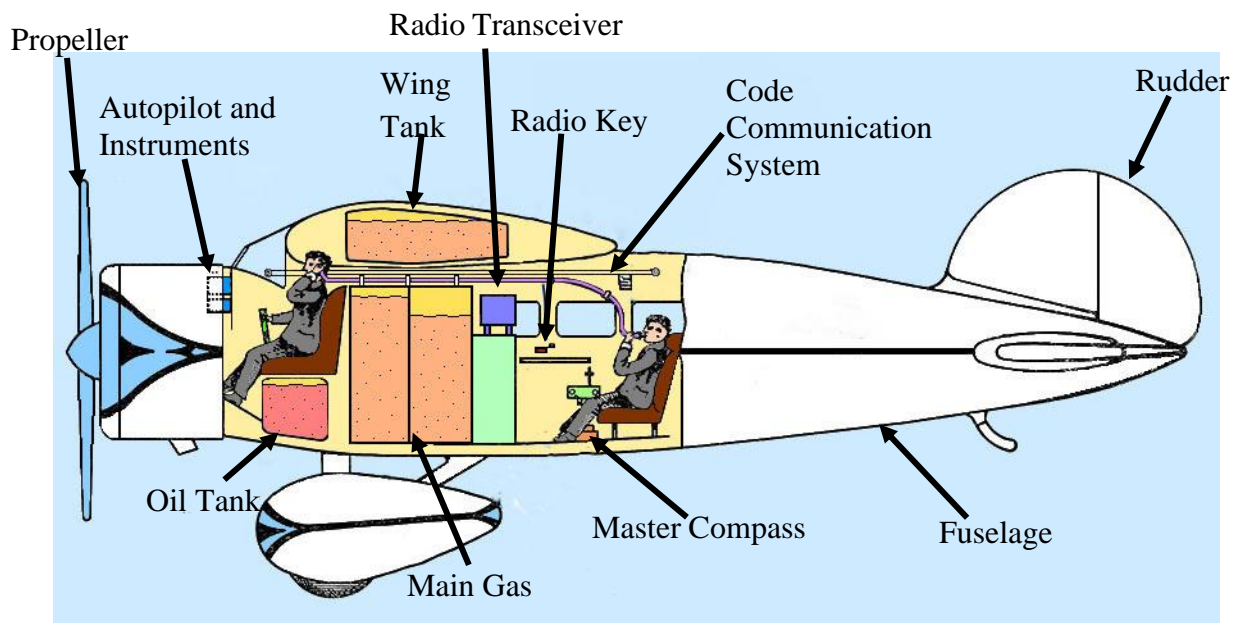 Radio Transceiver
Propeller
Wing
Tank
Code
Communication
System
Rudder
Autopilot and
Instruments
Radio Key
Oil Tank
Master Compass
Fuselage
Main Gas